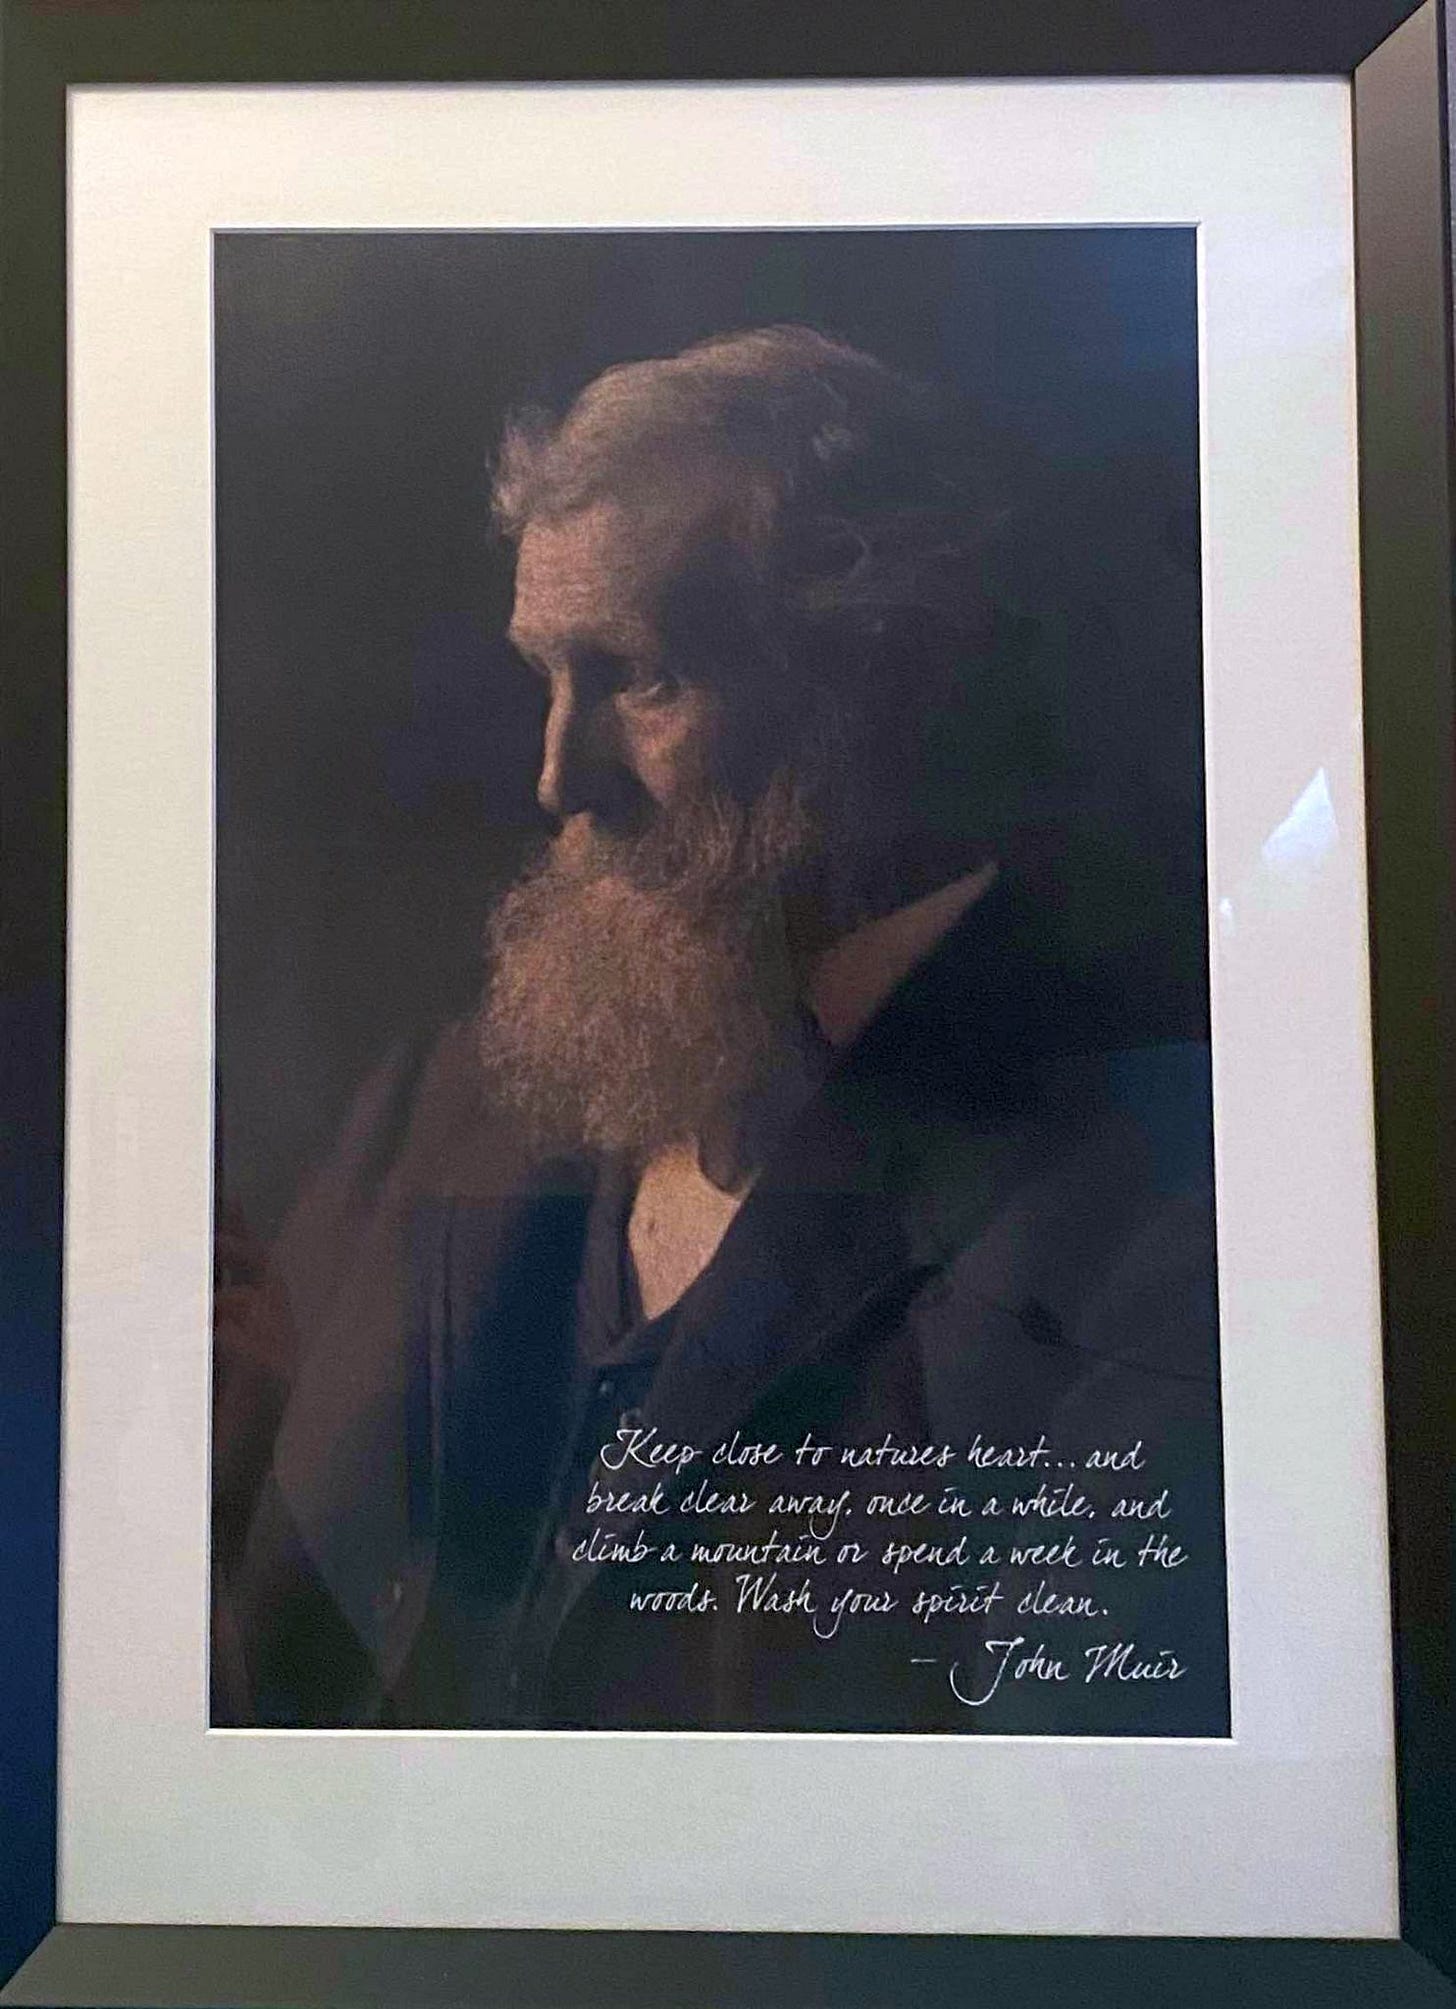 Keep close to natures heart... and
break clear away, once in a while, and
climb a mountain or spend a week in the
woods. Wash your spirit clean.
– John Muir